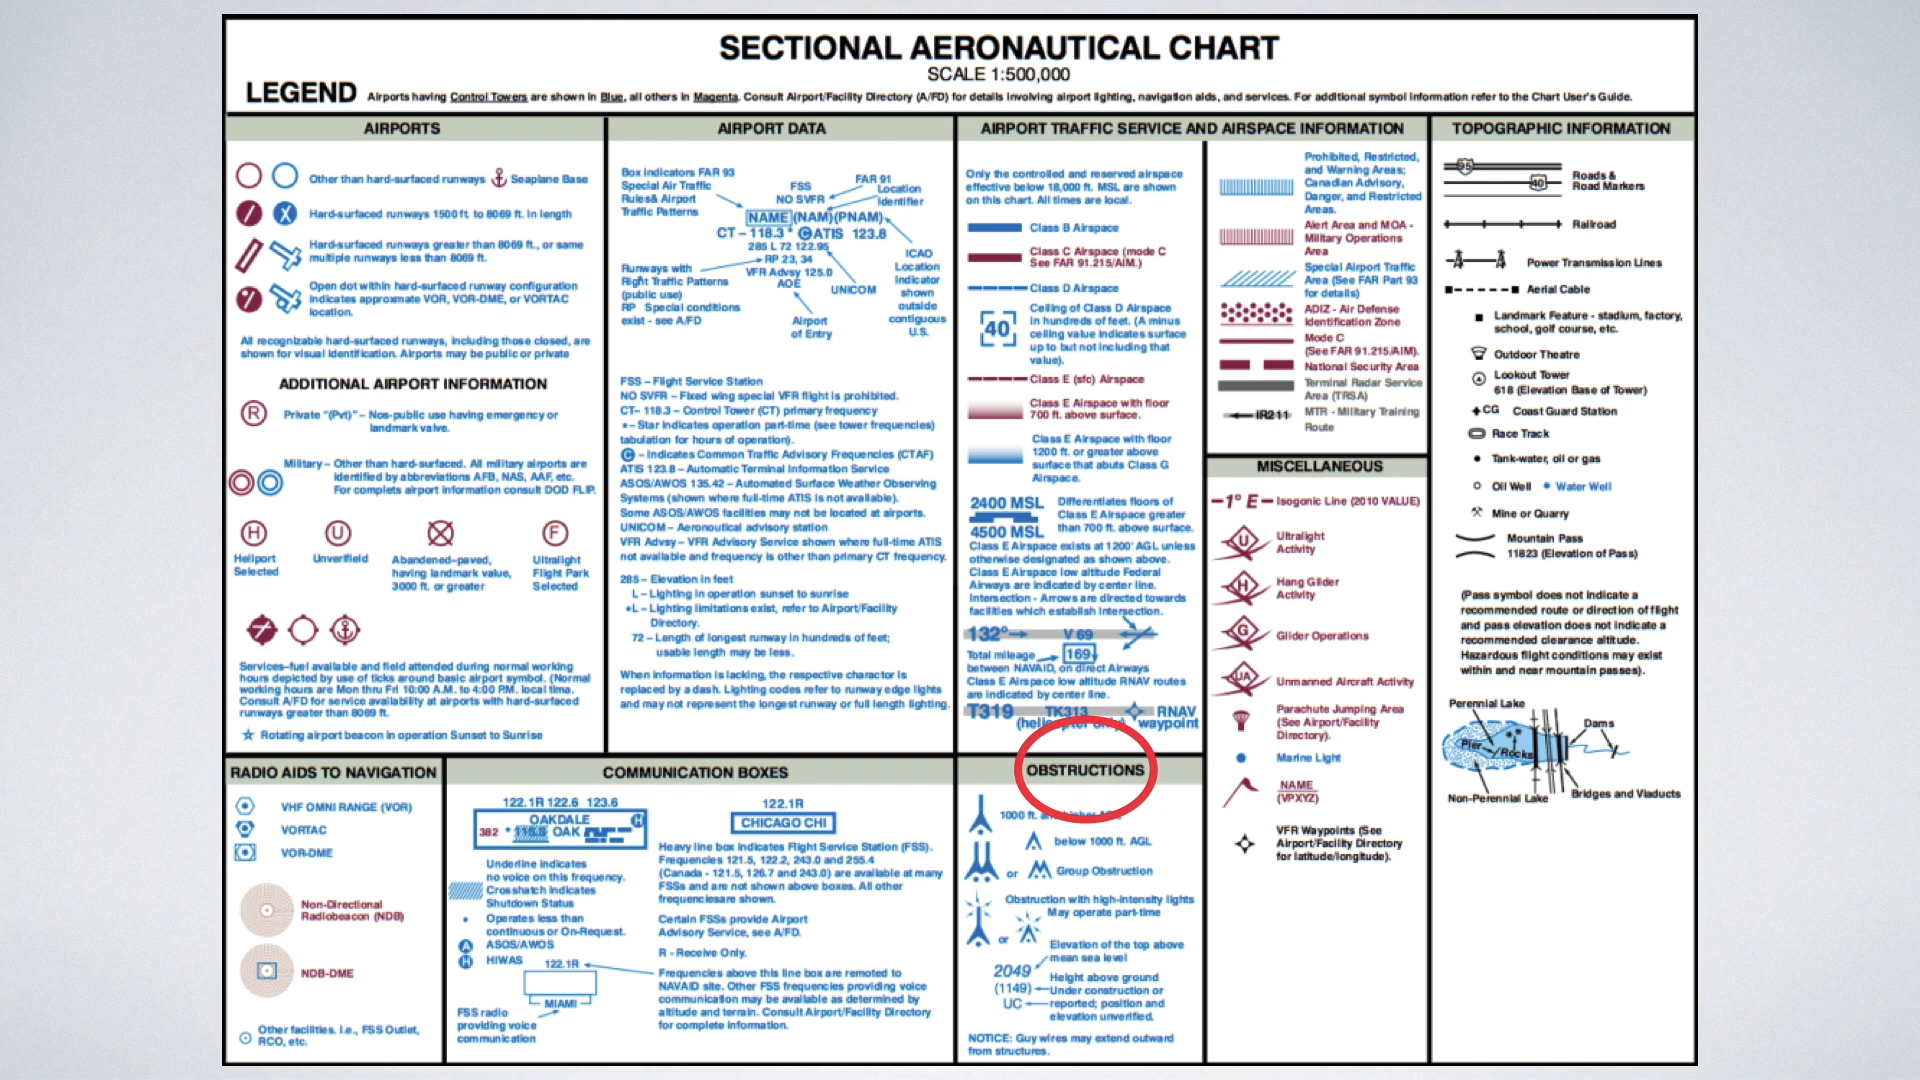 SECTIONAL AERONAUTICAL CHART
SCALE 1:500,000
LEGEND
Airports having Control Towers are shown in Blue, all others in Magenta. Consult Airport/Facility Directory (A/FD) for details involving airport lighting, navigation aids, and services. For additional symbol information refer to the Chart User's Guide.
AIRPORTS
Other than hard-surfaced runways
Seaplane Base
Hard-surfaced runways 1500 ft. to 8069 ft. in length
Hard-surfaced runways greater than 8069 ft., or same
multiple runways less than 8069 ft.
Open dot within hard-surfaced runway configuration
indicates approxmate VOR, VOR-DME, or VORTAC
location.
All recognizable hard-surfaced runways, including those closed, are
shown for visual identification. Airports may be public or private
ADDITIONAL AIRPORT INFORMATION
R
Private "(Pvt)" – Nos-public use having emergency or
landmark valve.
Military – Other than hard-surfaced. All military airports are
identified by abbreviations AFB, NAS, AAF, etc.
For complete airport information consult DOD FLIP.
H
U
F
Heliport
Selected
Unverifield
Abandened–paved,
having landmark value,
3000 ft. or greater
Ultralight
Flight Park
Selected
Services–fuel available and field attended during normal working
hours depicted by use of ticks around basic airport symbol. (Normal
working hours are Mon thru Fri 10:00 A.M. to 4:00 P.M. local tima.
Consult A/FD for service availability at airports with hard-surfaced
runways greater than 8069 ft.
Rotating airport beacon in operation Sunset to Sunrise
AIRPORT DATA
Box Indicators FAR 93
Special Air Traffic
Rules& Airport
Traffic Patterns
FSS
NO SVFR
FAR 91
Location
Identifier
NAME (NAM)(PNAM)
CT – 118.3 * C ATIS 123.8
285 L 72 122.95
RP 23, 34
VFR Advsy 125.0
AOE
Runways with
Right Traffic Patterns
(public use)
RP Special conditions
exist - see A/FD
UNICOM
ICAO
Location
Indicator
shown
outside
contiguous
U.S.
Airport
of Entry
FSS – Flight Service Station
NO SVFR – Fixed wing special VFR flight is prohibited.
CT– 118.3 – Control Tower (CT) primary frequency
*– Star indicates operation part-time (see tower frequencies)
tabulation for hours of operation).
C – Indicates Common Traffic Advisory Frequencies (CTAF)
ATIS 123.8 – Automatic Terminal Information Service
ASOS/AWOS 135.42 – Automated Surface Weather Observing
Systems (shown where full-time ATIS is not available).
Some ASOS/AWOS facilities may not be located at airports.
UNICOM – Aeronautical advisory station
VFR Advsy – VFR Advisory Service shown where full-time ATIS
not available and frequency is other than primary CT frequency.
285 – Elevation in feet
L – Lighting in operation sunset to sunrise
*L – Lighting limitations exist, refer to Airport/Facility
Directory.
72 – Length of longest runway in hundreds of feet;
usable length may be less.
When information is lacking, the respective charactor is
replaced by a dash. Lighting codes refer to runway edge lights
and may not represent the longest runway or full length lighting.
AIRPORT TRAFFIC SERVICE AND AIRSPACE INFORMATION
Only the controlled and reserved airspace
effective below 18,000 ft. MSL are shown
on this chart. All times are local.
Class B Airspace
Class C Airspace (mode C
See FAR 91.215/AIM.)
Class D Airspace
40
Ceiling of Class D Airspace
in hundreds of feet. (A minus
ceiling value indicates surface
up to but not including that
value).
Class E (sfc) Airspace
Class E Airspace with floor
700 ft. above surface.
Class E Airspace with floor
1200 ft. or greater above
surface that abuts Class G
Airspace.
2400 MSL
4500 MSL
Differentiates floors of
Class E Airspace greater
than 700 ft. above surface.
Class E Airspace exists at 1200' AGL unless
otherwise designated as shown above.
Class E Airspace low altitude Federal
Airways are indicated by center line.
Intersection - Arrows are directed towards
facilities which establish intersection.
132° V 69
Total mileage 169
between NAVAID, on direct Airways
Class E Airspace low altitude RNAV routes
are indicated by center line.
T319 TK313 RNAV
(helicopter only) waypoint
Prohibited, Restricted,
and Warning Areas;
Canadian Advisory,
Danger, and Restricted
Areas.
Alert Area and MOA -
Military Operations
Area
Special Airport Traffic
Area (See FAR Part 93
for details)
ADIZ - Air Defense
Identification Zone
Mode C
(See FAR 91.215/AIM).
National Security Area
Terminal Radar Service
Area (TRSA)
IR211
MTR - Military Training
Route
MISCELLANEOUS
1° E
Isogonic Line (2010 VALUE)
U
Ultralight
Activity
H
Hang Glider
Activity
G
Glider Operations
UA
Unmanned Aircraft Activity
Parachute Jumping Area
(See Airport/Facility
Directory).
Marine Light
NAME
(VPXYZ)
VFR Waypoints (See
Airport/Facility Directory
for latitude/longitude).
TOPOGRAPHIC INFORMATION
95
40
Roads &
Road Markers
Railroad
Power Transmission Lines
Aerial Cable
Landmark Feature - stadium, factory,
school, golf course, etc.
Outdoor Theatre
Lookout Tower
618 (Elevation Base of Tower)
CG Coast Guard Station
Race Track
Tank-water, oil or gas
Oil Well
Water Well
Mine or Quarry
Mountain Pass
11823 (Elevation of Pass)
(Pass symbol does not indicate a
recommended route or direction of flight
and pass elevation does not indicate a
recommended clearance altitude.
Hazardous flight conditions may exist
within and near mountain passes).
Perennial Lake
Dams
Pier
Rocks
Non-Perennial Lake
Bridges and Viaducts
RADIO AIDS TO NAVIGATION
VHF OMNI RANGE (VOR)
VORTAC
VOR-DME
Non-Directional
Radiobeacon (NDB)
NDB-DME
Other facilities. i.e., FSS Outlet,
RCO, etc.
COMMUNICATION BOXES
122.1R 122.6 123.6
OAKDALE H
382 * 116.8 OAK
Underline indicates
no voice on this frequency.
Crosshatch indicates
Shutdown Status
Operates less than
continuous or On-Request.
A ASOS/AWOS
H HIWAS
122.1R
MIAMI
FSS radio
providing voice
communication
122.1R
CHICAGO CHI
Heavy line box indicates Flight Service Station (FSS).
Frequencies 121.5, 122.2, 243.0 and 255.4
(Canada - 121.5, 126.7 and 243.0) are available at many
FSSs and are not shown above boxes. All other
frequenciesare shown.
Certain FSSs provide Airport
Advisory Service, see A/FD.
R - Receive Only.
Frequencies above this line box are remoted to
NAVAID site. Other FSS frequencies providing voice
communication may be available as determined by
altitude and terrain. Consult Airport/Facility Directory
for complete information.
OBSTRUCTIONS
1000 ft. and higher AGL
below 1000 ft. AGL
or
Group Obstruction
Obstruction with high-intensity lights
May operate part-time
or
Elevation of the top above
mean sea level
2049
(1149)
UC
Height above ground
Under construction or
reported; position and
elevation unverified.
NOTICE: Guy wires may extend outward
from structures.